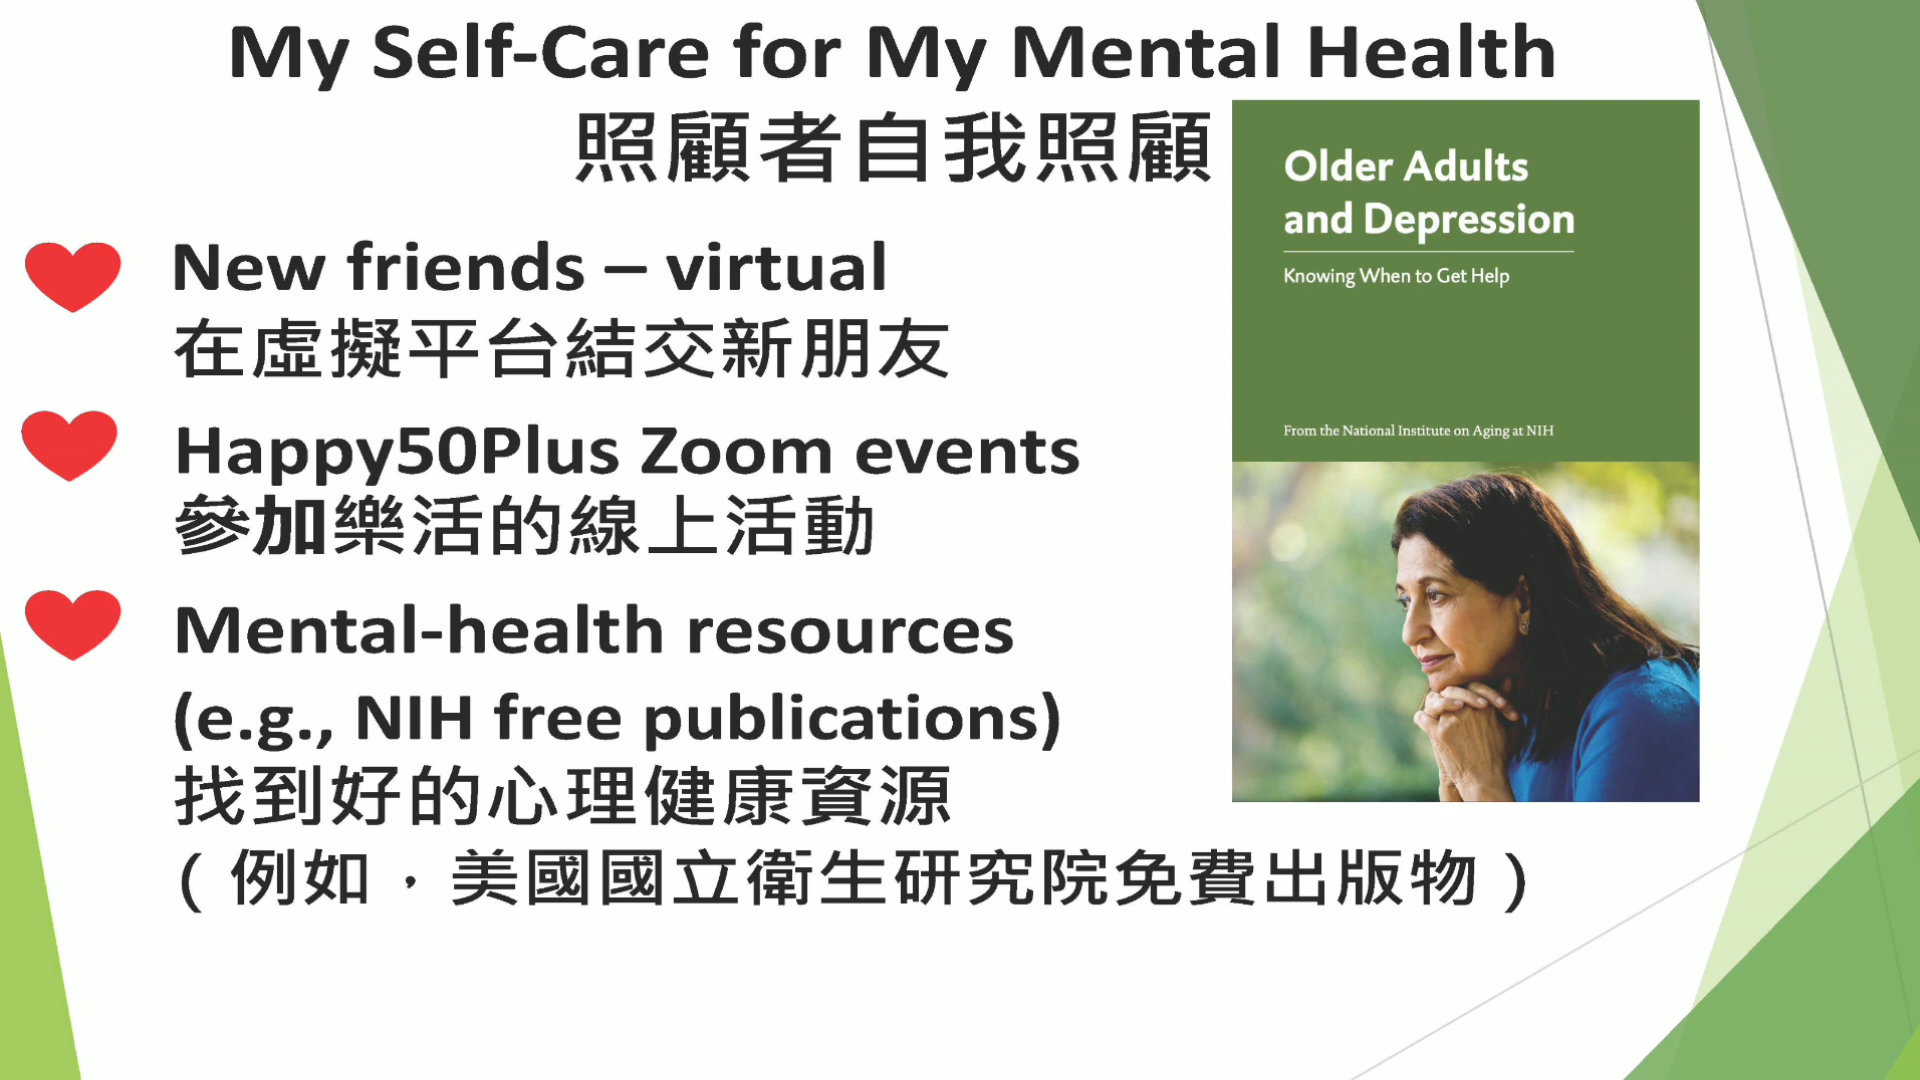 My Self-Care for My Mental Health
照顧者自我照顧
New friends – virtual
在虛擬平台結交新朋友
Happy50Plus Zoom events
參加樂活的線上活動
Mental-health resources
(e.g., NIH free publications)
找到好的心理健康資源
（例如，美國國立衛生研究院免費出版物）
Older Adults
and Depression
Knowing When to Get Help
From the National Institute on Aging at NIH